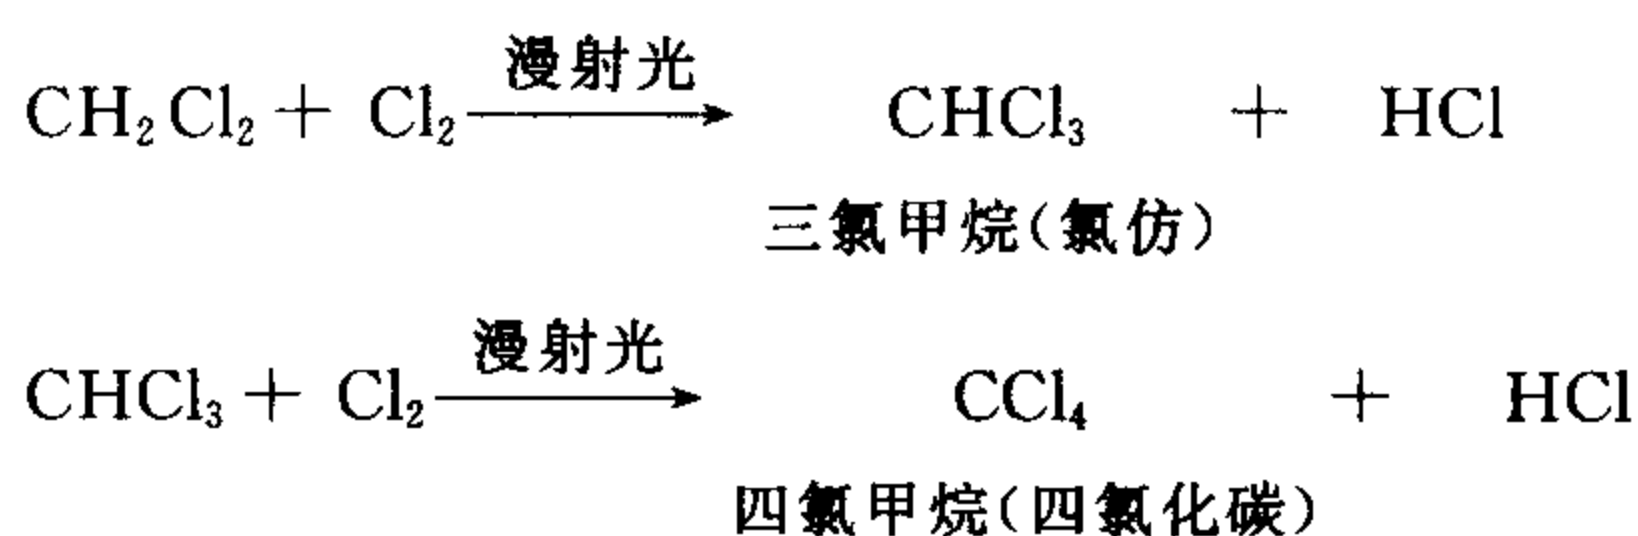 CH₂Cl₂ + Cl₂ 漫射光→ CHCl₃ + HCl
三氯甲烷(氯仿)
CHCl₃ + Cl₂ 漫射光→ CCl₄ + HCl
四氯甲烷(四氯化碳)